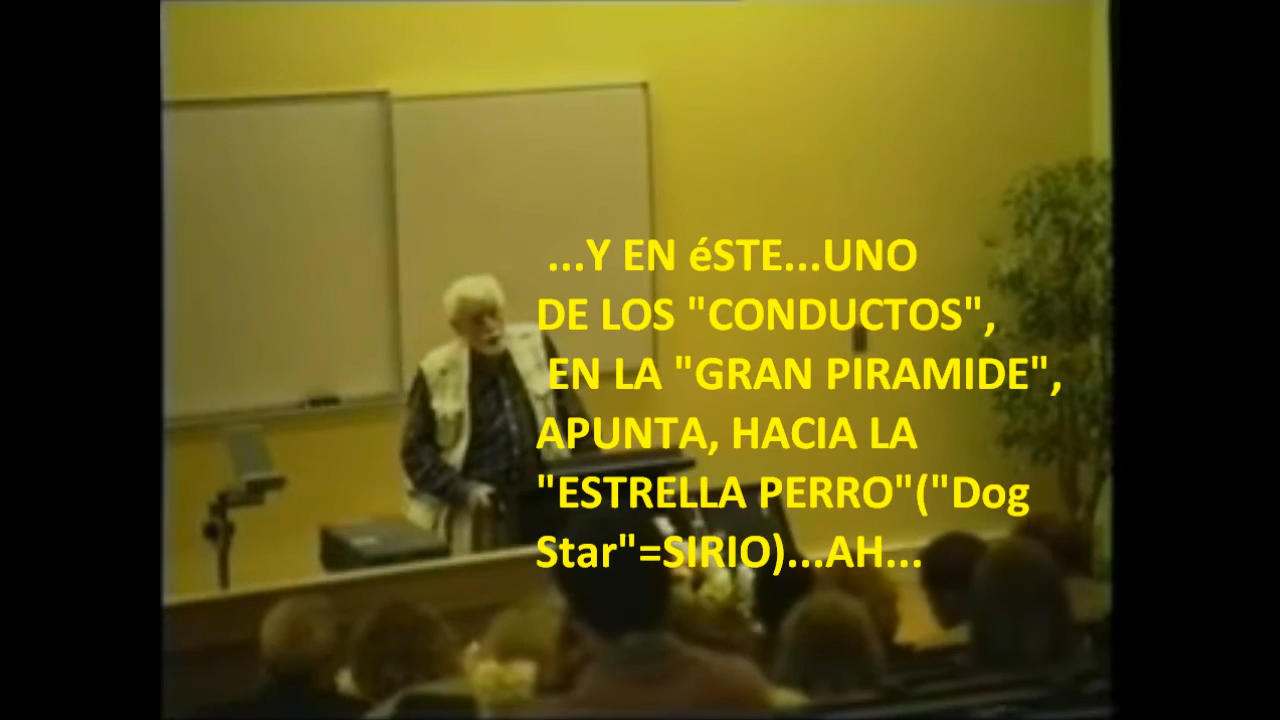 ...Y EN éSTE...UNO
DE LOS "CONDUCTOS",
EN LA "GRAN PIRAMIDE",
APUNTA, HACIA LA
"ESTRELLA PERRO"("Dog
Star"=SIRIO)...AH...